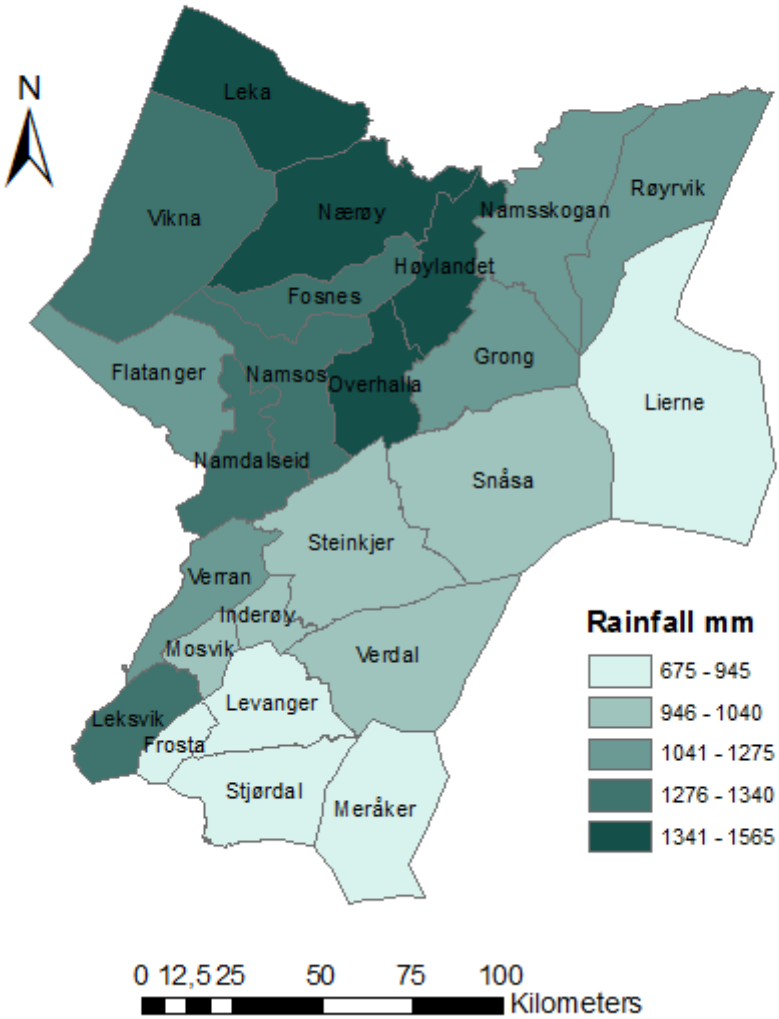 N
Leka
Røyrvik
Vikna
Nærøy
Namsskogan
Høylandet
Fosnes
Grong
Flatanger
Namsos
Overhalla
Lierne
Namdalseid
Snåsa
Steinkjer
Verran
Inderøy
Mosvik
Verdal
Levanger
Leksvik
Frosta
Stjørdal
Meråker
Rainfall mm
675 - 945
946 - 1040
1041 - 1275
1276 - 1340
1341 - 1565
0 12,5 25 50 75 100
Kilometers